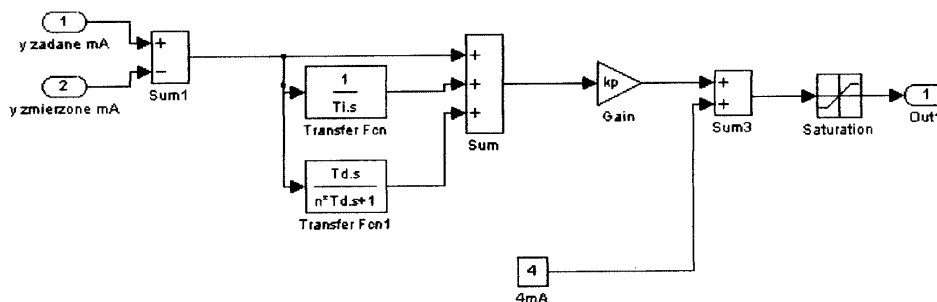 1
y zadane mA
2
y zmierzone mA
+
−
Sum1
1
Ti.s
Transfer Fcn
Td.s
n*Td.s+1
Transfer Fcn1
+
+
+
Sum
kp
Gain
4
4mA
+
+
Sum3
Saturation
1
Out1